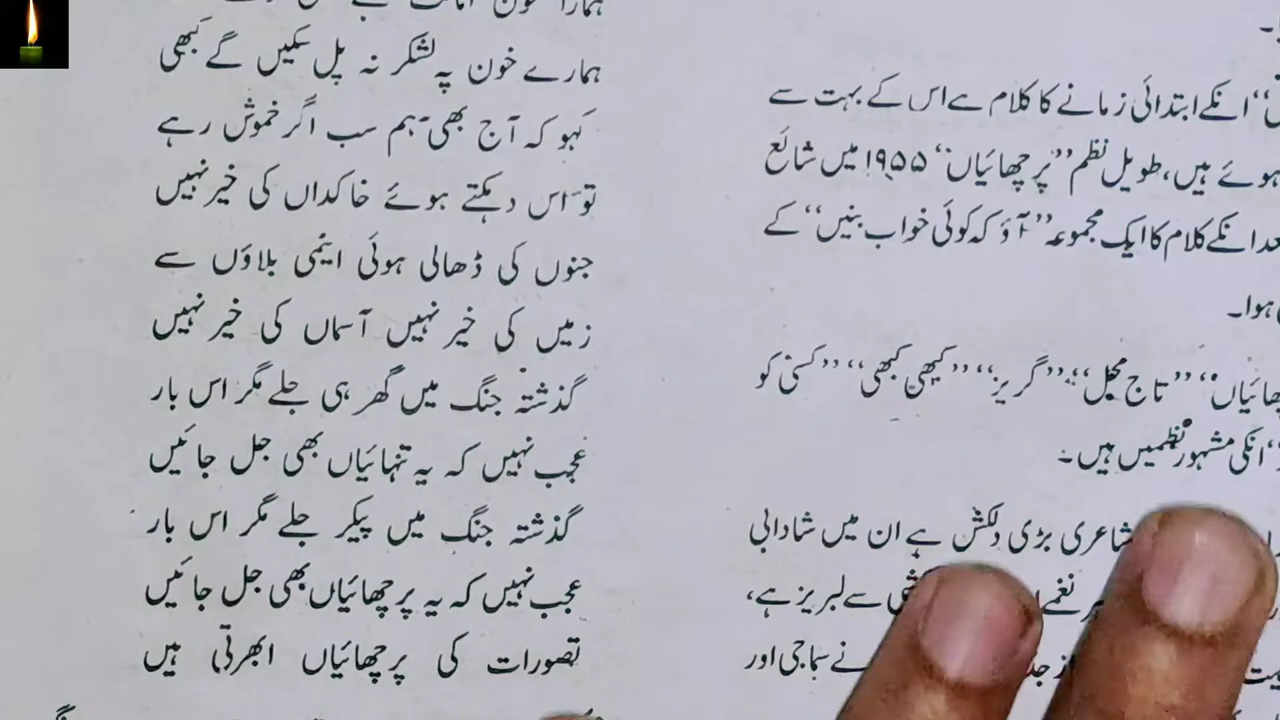 ہمارے خون پہ لشکر نہ پل سکیں گے کبھی
کہو کہ آج بھی ہم سب اگر خموش رہے
تو اس دمکتے ہوئے خاکداں کی خیر نہیں
جنوں کی ڈھالی ہوئی ایٹمی بلاؤں سے
زمیں کی خیر نہیں آسماں کی خیر نہیں
گذشتہ جنگ میں گھر ہی جلے مگر اس بار
عجب نہیں کہ یہ تنہائیاں بھی جل جائیں
گذشتہ جنگ میں پیکر جلے مگر اس بار
عجب نہیں کہ یہ پرچھائیاں بھی جل جائیں
تصورات کی پرچھائیاں ابھرتی ہیں
انکے ابتدائی زمانے کا کلام ہے اس کے بہت سے
ہوئے ہیں، طویل نظم ”پرچھائیاں“ ۱۹۵۵ میں شائع
انکے کلام کا ایک مجموعہ ”آؤ کہ کوئی خواب بنیں“ کے
ہوا۔
”تاج محل“ ”گریز“ ”کبھی کبھی“ ”کسی کو
انکی مشہور نظمیں ہیں۔
شاعری بڑی دلکش ہے ان میں شادابی
نغمے سے لبریز ہے،
نے سماجی اور